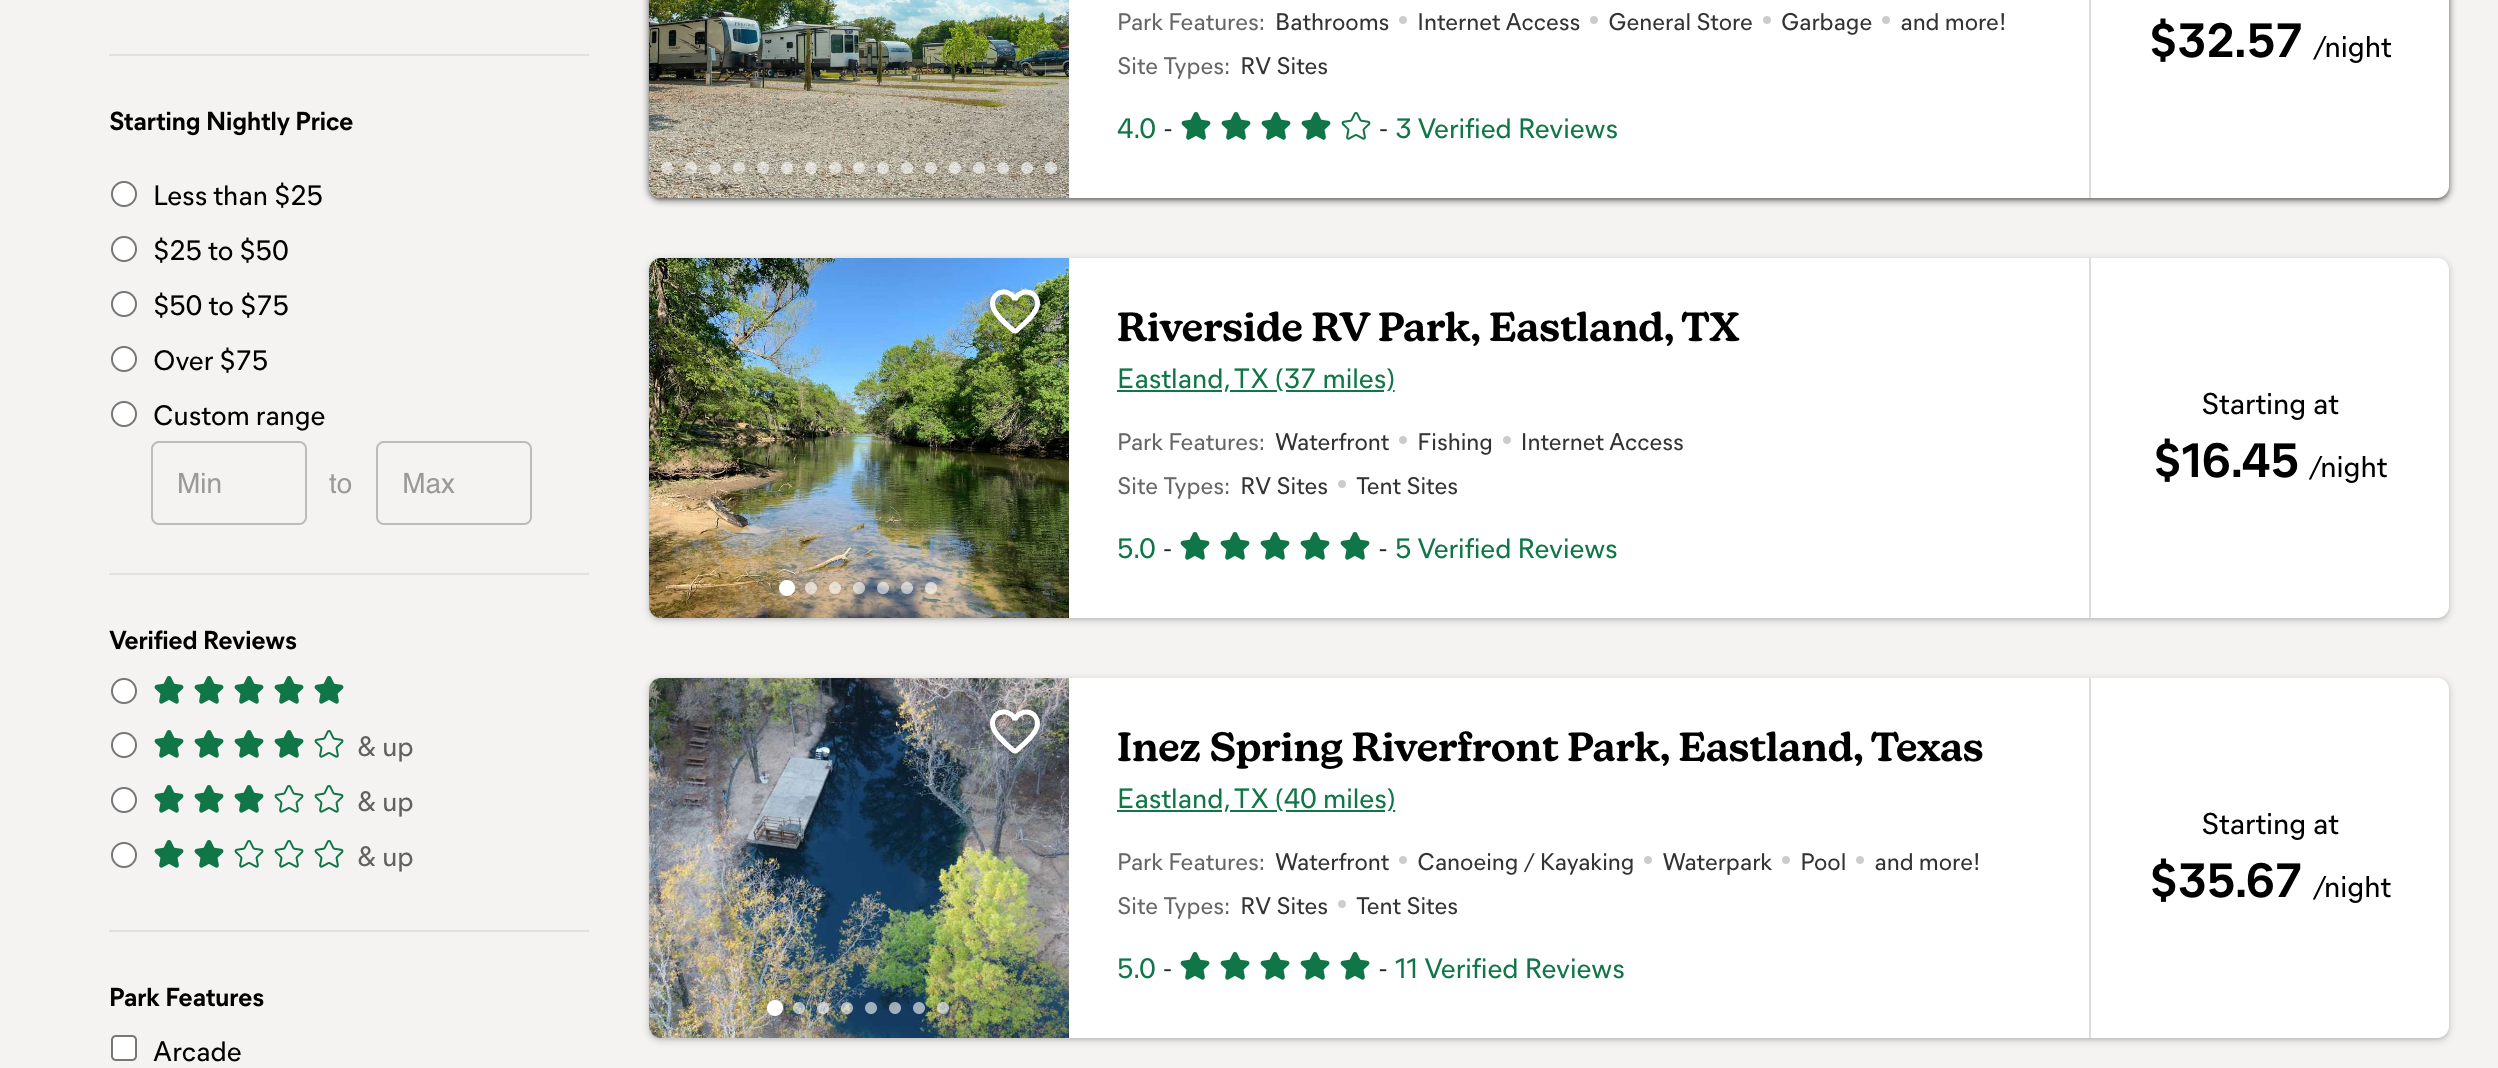 Starting Nightly Price
Less than $25
$25 to $50
$50 to $75
Over $75
Custom range
Min to Max
Verified Reviews
& up
& up
& up
Park Features
Arcade
Park Features: Bathrooms • Internet Access • General Store • Garbage • and more!
Site Types: RV Sites
4.0 - - 3 Verified Reviews
$32.57 /night
Riverside RV Park, Eastland, TX
Eastland, TX (37 miles)
Park Features: Waterfront • Fishing • Internet Access
Site Types: RV Sites • Tent Sites
5.0 - - 5 Verified Reviews
Starting at
$16.45 /night
Inez Spring Riverfront Park, Eastland, Texas
Eastland, TX (40 miles)
Park Features: Waterfront • Canoeing / Kayaking • Waterpark • Pool • and more!
Site Types: RV Sites • Tent Sites
5.0 - - 11 Verified Reviews
Starting at
$35.67 /night